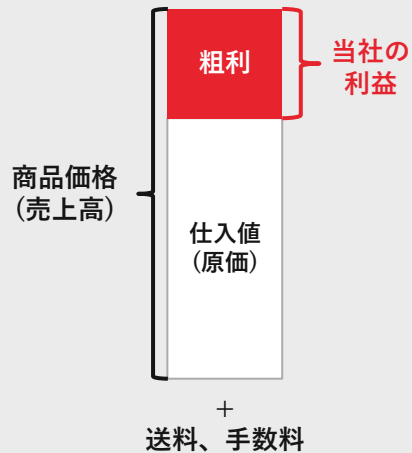 粗利
当社の
利益
商品価格
(売上高)
仕入値
(原価)
+
送料、手数料